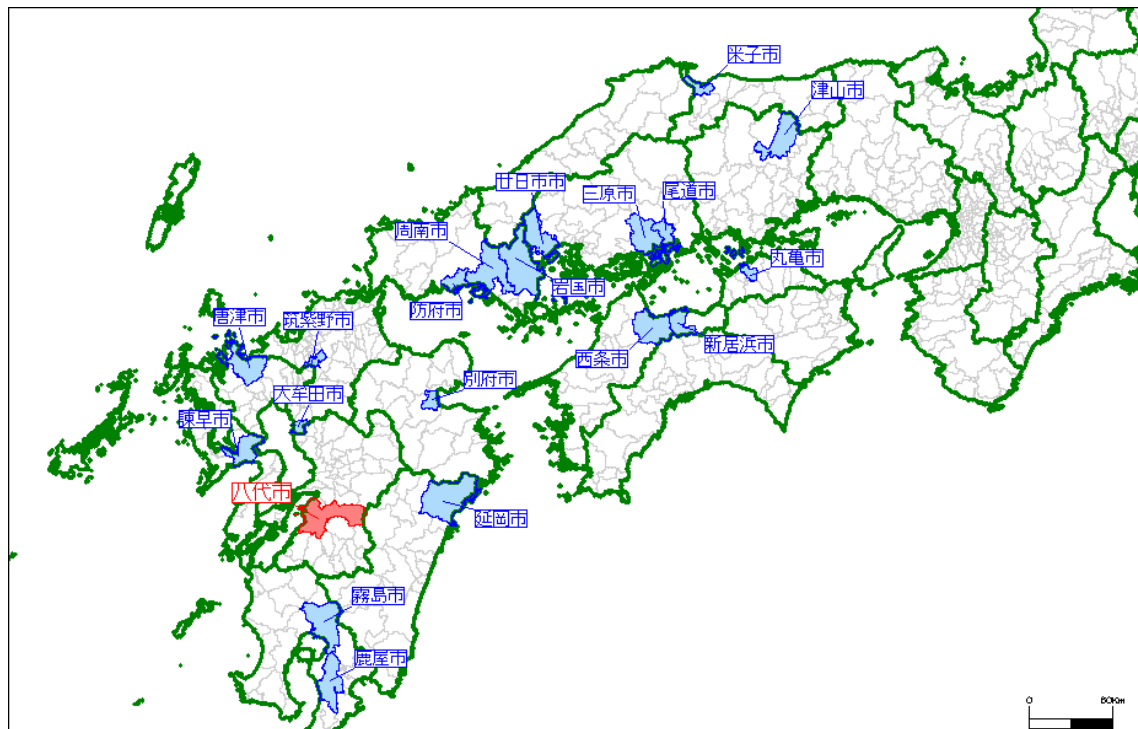 米子市
津山市
廿日市市
三原市
尾道市
周南市
岩国市
丸亀市
防府市
唐津市
筑紫野市
西条市
新居浜市
別府市
大牟田市
諫早市
八代市
延岡市
霧島市
鹿屋市
0 60Km